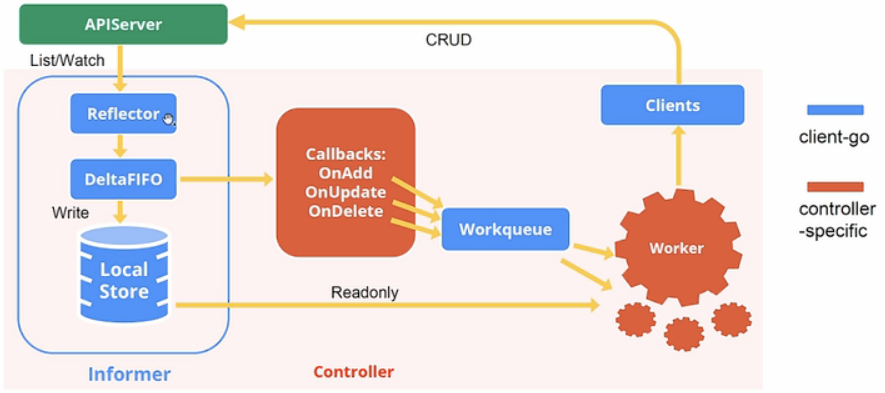 APIServer
CRUD
List/Watch
Reflector
Clients
client-go
Callbacks:
OnAdd
OnUpdate
OnDelete
DeltaFIFO
controller
-specific
Write
Workqueue
Worker
Local
Store
Readonly
Informer
Controller